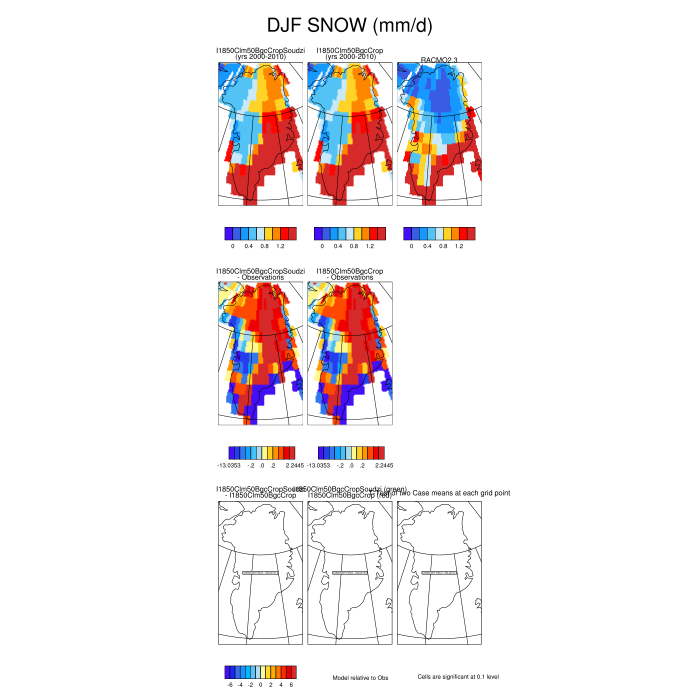 DJF SNOW (mm/d)
I1850Clm50BgcCropSoudzi
(yrs 2000-2010)
I1850Clm50BgcCrop
(yrs 2000-2010)
RACMO2.3
0 0.4 0.8 1.2
0 0.4 0.8 1.2
0 0.4 0.8 1.2
I1850Clm50BgcCropSoudzi
- Observations
I1850Clm50BgcCrop
- Observations
-13.0353 -.2 .0 .2 2.2445
-13.0353 -.2 .0 .2 2.2445
- I1850Clm50BgcCrop
I1850Clm50BgcCropSoudzi (green)
I1850Clm50BgcCrop (red)
of two Case means at each grid point
-6 -4 -2 0 2 4 6
Model relative to Obs
Cells are significant at 0.1 level